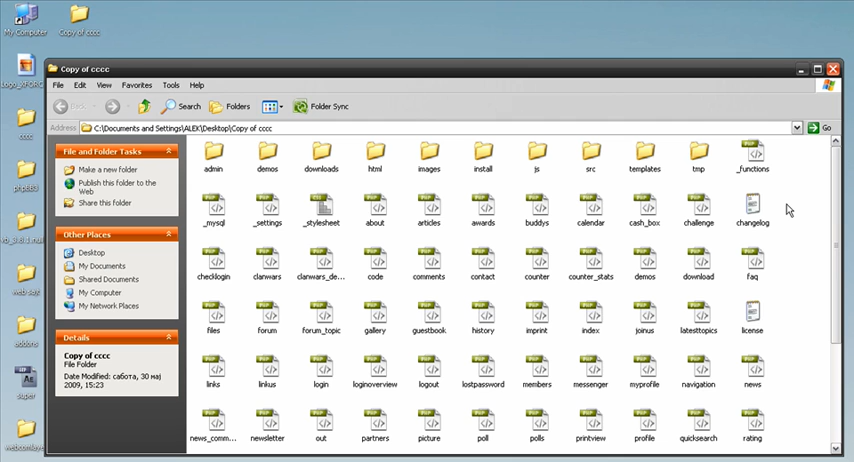 My Computer
Copy of cccc
cccc
phpBB3
web sajt
addons
super
Copy of cccc
File Edit View Favorites Tools Help
Back Search Folders Folder Sync
Address C:\Documents and Settings\ALEX\Desktop\Copy of cccc Go
File and Folder Tasks
Make a new folder
Publish this folder to the
Web
Share this folder
Other Places
Desktop
My Documents
Shared Documents
My Computer
My Network Places
Details
Copy of cccc
File Folder
Date Modified: сабота, 30 мај
2009, 15:23
admin demos downloads html images install js src templates tmp _functions
_mysql _settings _stylesheet about articles awards buddys calendar cash_box challenge changelog
checklogin clanwars clanwars_de... code comments contact counter counter_stats demos download faq
files forum forum_topic gallery guestbook history imprint index joinus latesttopics license
links linkus login loginoverview logout lostpassword members messenger myprofile navigation news
news_comm... newsletter out partners picture poll polls printview profile quicksearch rating